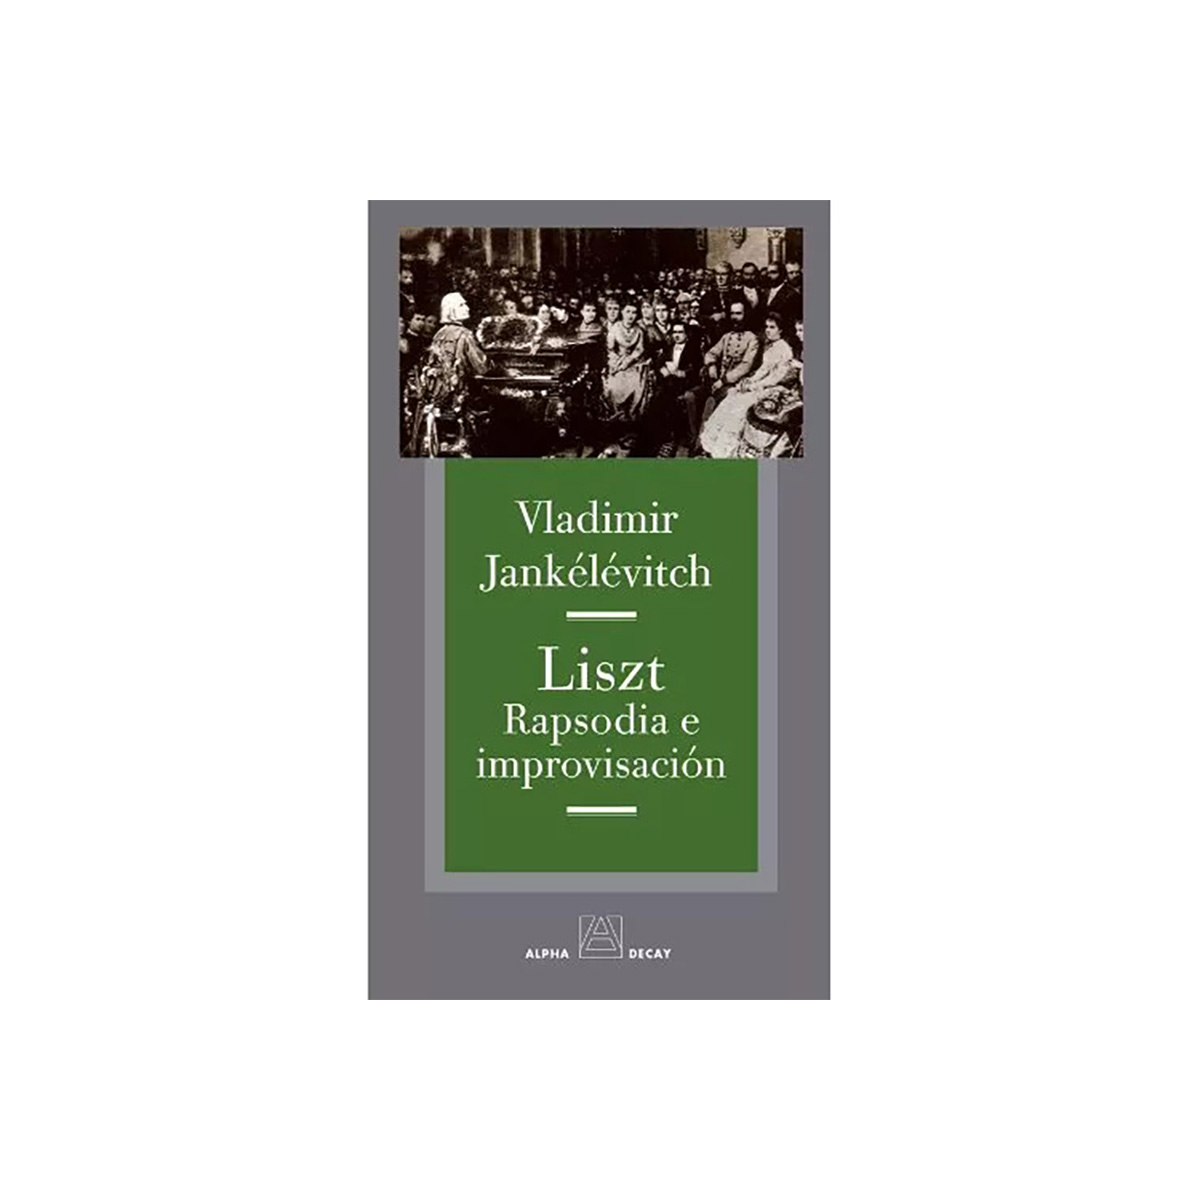 Vladimir
Jankélévitch
Liszt
Rapsodia e
improvisación
ALPHA DECAY